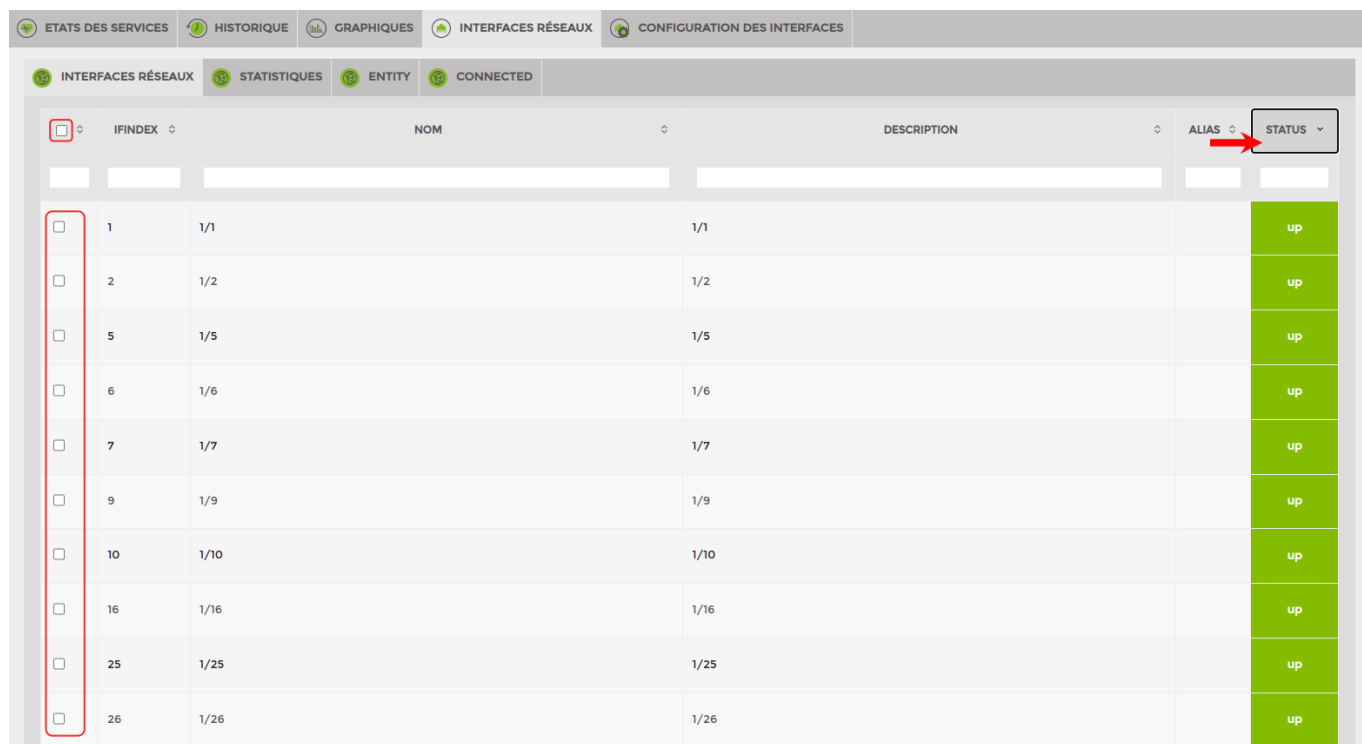 ETATS DES SERVICES HISTORIQUE GRAPHIQUES INTERFACES RÉSEAUX CONFIGURATION DES INTERFACES
INTERFACES RÉSEAUX STATISTIQUES ENTITY CONNECTED
IFINDEX NOM DESCRIPTION ALIAS STATUS
1 1/1 1/1 up
2 1/2 1/2 up
5 1/5 1/5 up
6 1/6 1/6 up
7 1/7 1/7 up
9 1/9 1/9 up
10 1/10 1/10 up
16 1/16 1/16 up
25 1/25 1/25 up
26 1/26 1/26 up